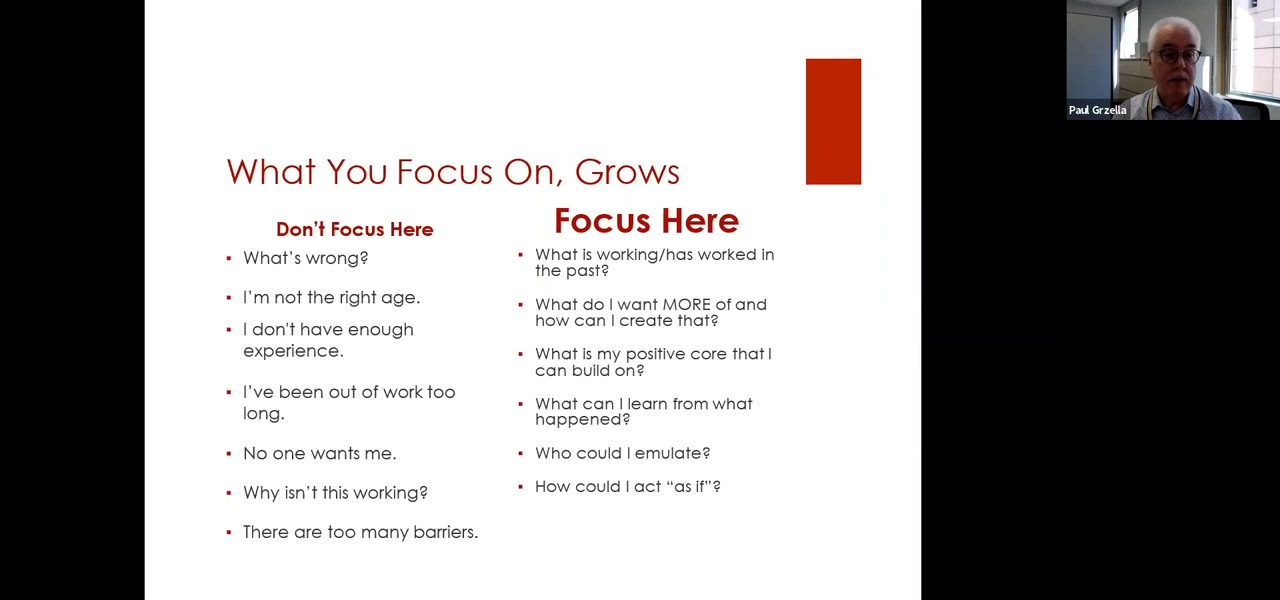 What You Focus On, Grows
Don’t Focus Here
▪ What’s wrong?
▪ I’m not the right age.
▪ I don't have enough
experience.
▪ I’ve been out of work too
long.
▪ No one wants me.
▪ Why isn’t this working?
▪ There are too many barriers.
Focus Here
▪ What is working/has worked in
the past?
▪ What do I want MORE of and
how can I create that?
▪ What is my positive core that I
can build on?
▪ What can I learn from what
happened?
▪ Who could I emulate?
▪ How could I act “as if”?
Paul Grzella